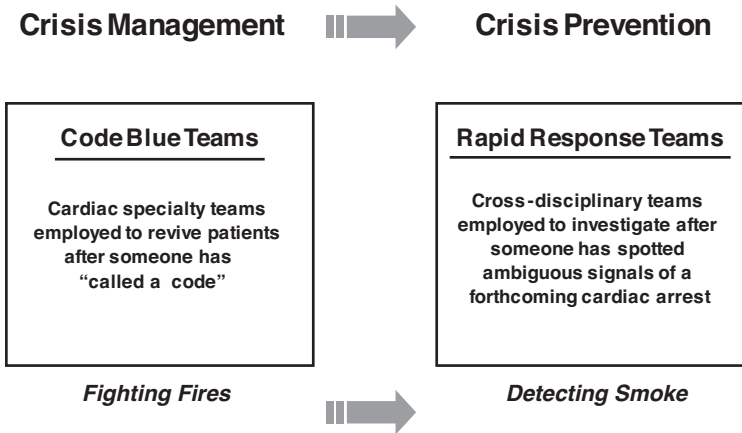 Crisis Management
Crisis Prevention
Code Blue Teams
Cardiac specialty teams
employed to revive patients
after someone has
“called a code”
Rapid Response Teams
Cross-disciplinary teams
employed to investigate after
someone has spotted
ambiguous signals of a
forthcoming cardiac arrest
Fighting Fires
Detecting Smoke